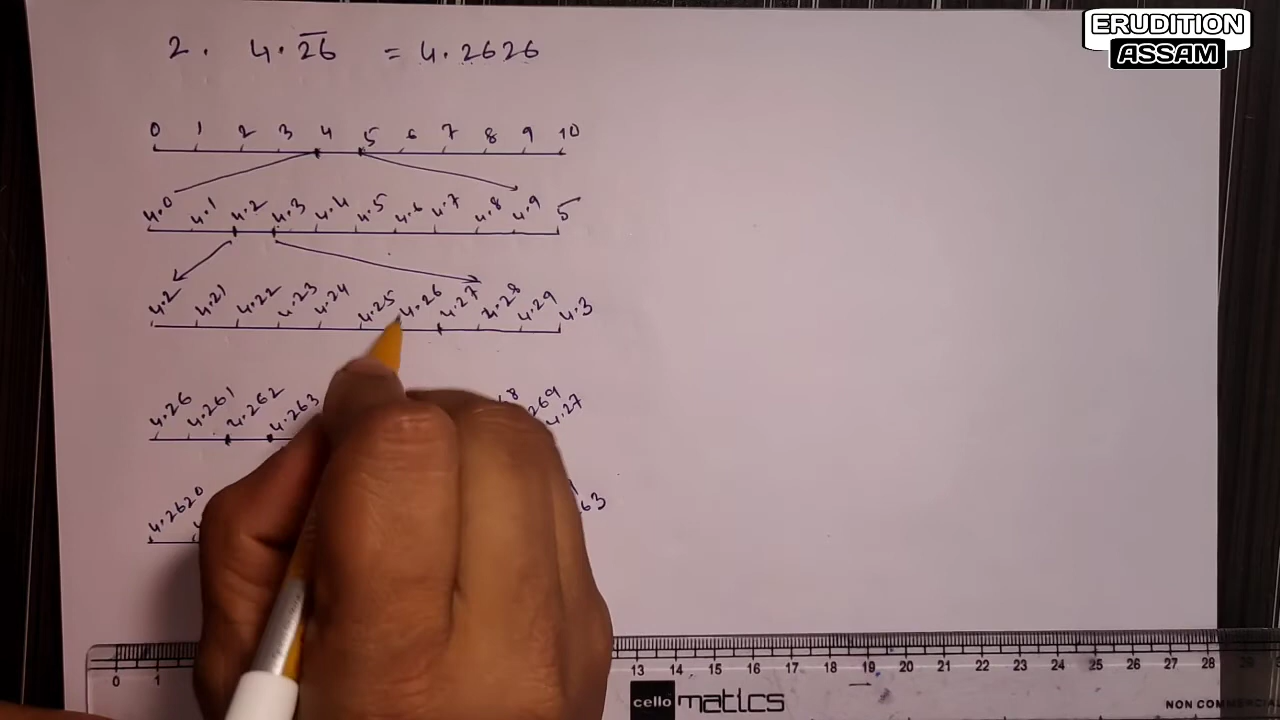 ERUDITION
ASSAM
2. 4.2̅6̅ = 4.2626
0 1 2 3 4 5 6 7 8 9 10
4.0 4.1 4.2 4.3 4.4 4.5 4.6 4.7 4.8 4.9 5
4.2 4.21 4.22 4.23 4.24 4.25 4.26 4.27 4.28 4.29 4.3
4.26 4.261 4.262 4.263 4.27
4.2620
0 1 13 14 15 16 17 18 19 20 21 22 23 24 25 26 27 28
cello matics